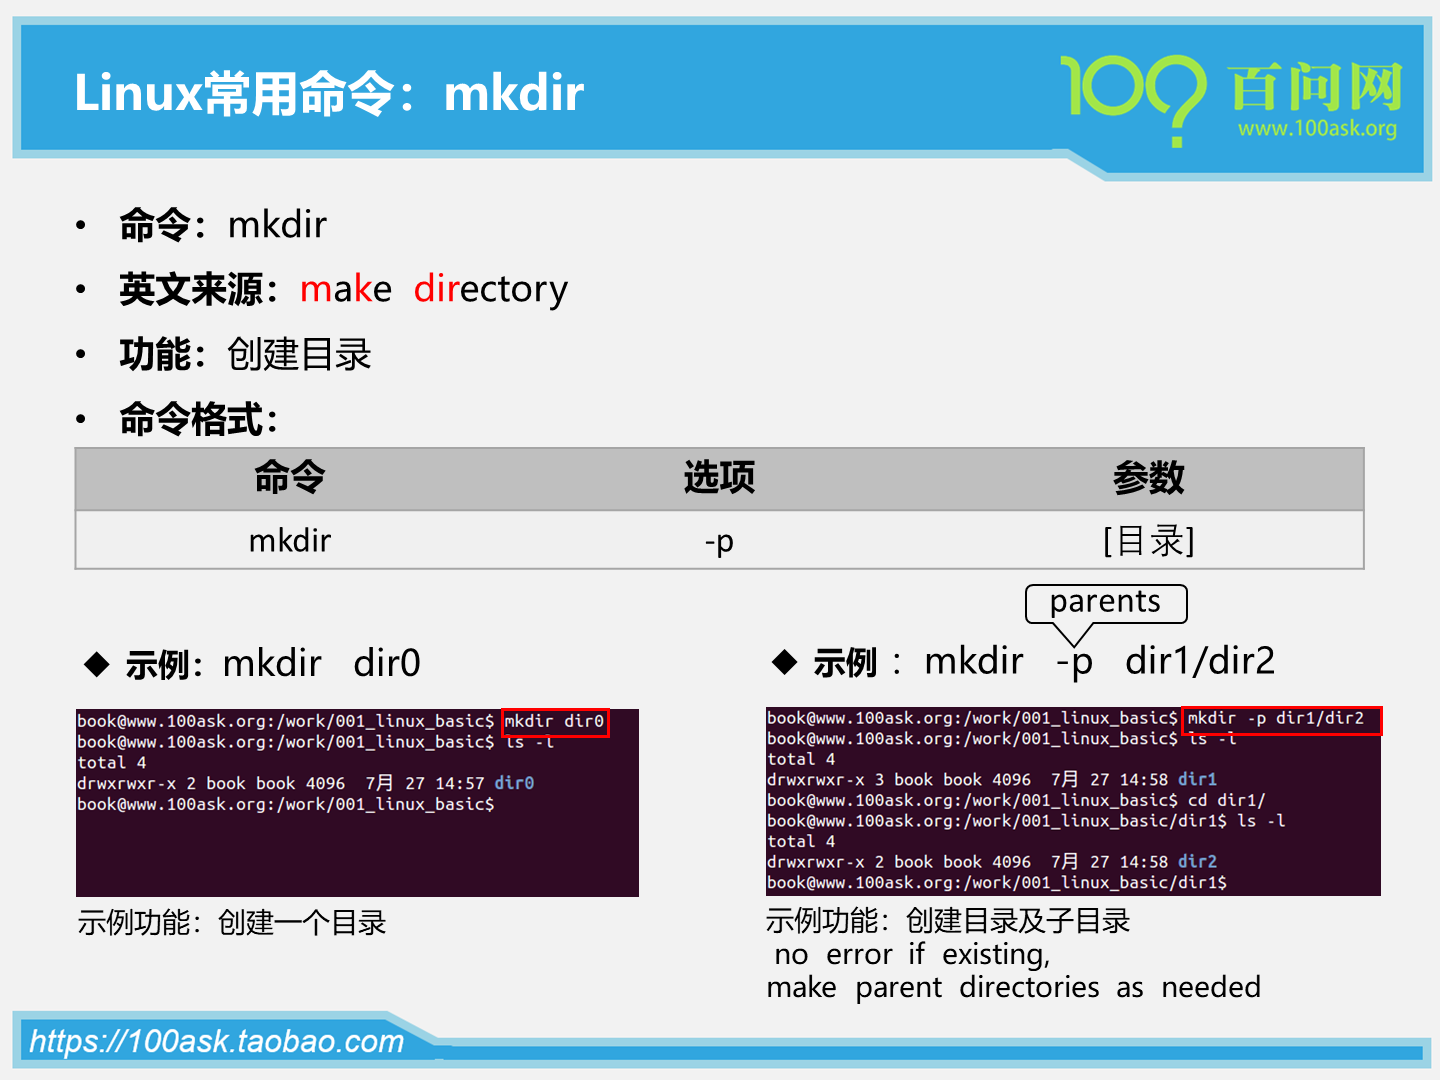 Linux常用命令：mkdir
百问网
www.100ask.org
• 命令：mkdir
• 英文来源：make directory
• 功能：创建目录
• 命令格式：
命令 选项 参数
mkdir -p [目录]
parents
◆ 示例：mkdir dir0
book@www.100ask.org:/work/001_linux_basic$ mkdir dir0
book@www.100ask.org:/work/001_linux_basic$ ls -l
total 4
drwxrwxr-x 2 book book 4096 7月 27 14:57 dir0
book@www.100ask.org:/work/001_linux_basic$
示例功能：创建一个目录
◆ 示例 ：mkdir -p dir1/dir2
book@www.100ask.org:/work/001_linux_basic$ mkdir -p dir1/dir2
book@www.100ask.org:/work/001_linux_basic$ ls -l
total 4
drwxrwxr-x 3 book book 4096 7月 27 14:58 dir1
book@www.100ask.org:/work/001_linux_basic$ cd dir1/
book@www.100ask.org:/work/001_linux_basic/dir1$ ls -l
total 4
drwxrwxr-x 2 book book 4096 7月 27 14:58 dir2
book@www.100ask.org:/work/001_linux_basic/dir1$
示例功能：创建目录及子目录
no error if existing,
make parent directories as needed
https://100ask.taobao.com